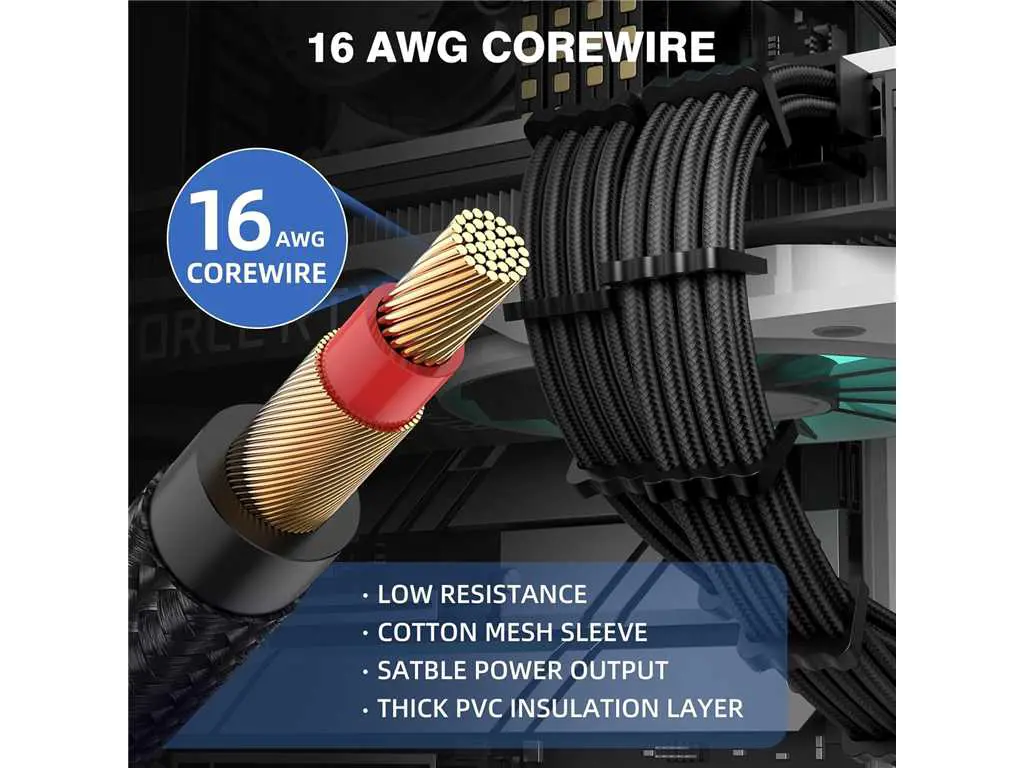 16 AWG COREWIRE
16 AWG
COREWIRE
· LOW RESISTANCE
· COTTON MESH SLEEVE
· SATBLE POWER OUTPUT
· THICK PVC INSULATION LAYER